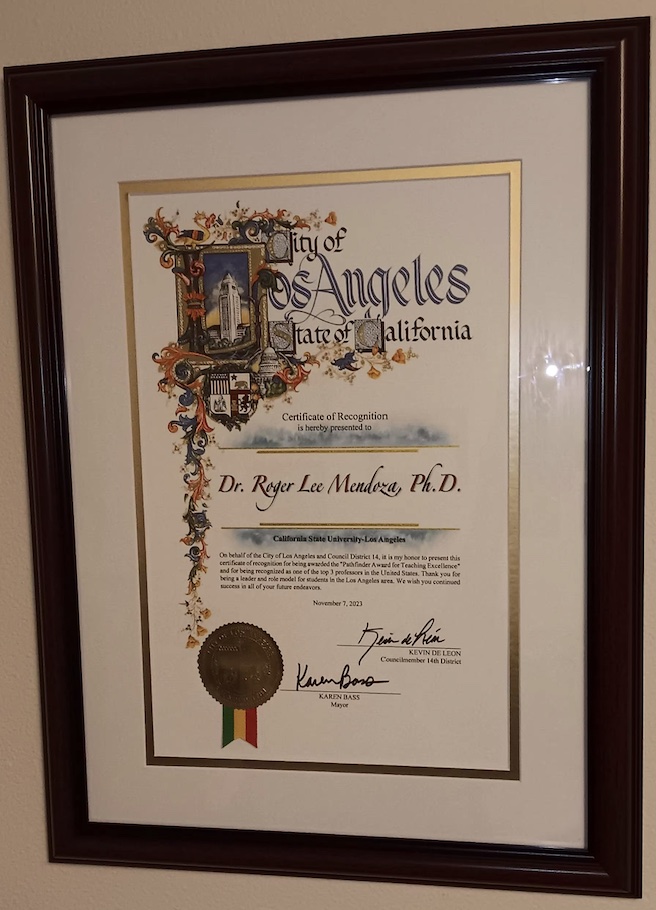 City of
Los Angeles
State of California
Certificate of Recognition
is hereby presented to
Dr. Roger Lee Mendoza, Ph.D.
California State University-Los Angeles
On behalf of the City of Los Angeles and Council District 14, it is my honor to present this
certificate of recognition for being awarded the "Pathfinder Award for Teaching Excellence"
and for being recognized as one of the top 3 professors in the United States. Thank you for
being a leader and role model for students in the Los Angeles area. We wish you continued
success in all of your future endeavors.
November 7, 2023
Kevin de León
KEVIN DE LEON
Councilmember 14th District
Karen Bass
KAREN BASS
Mayor